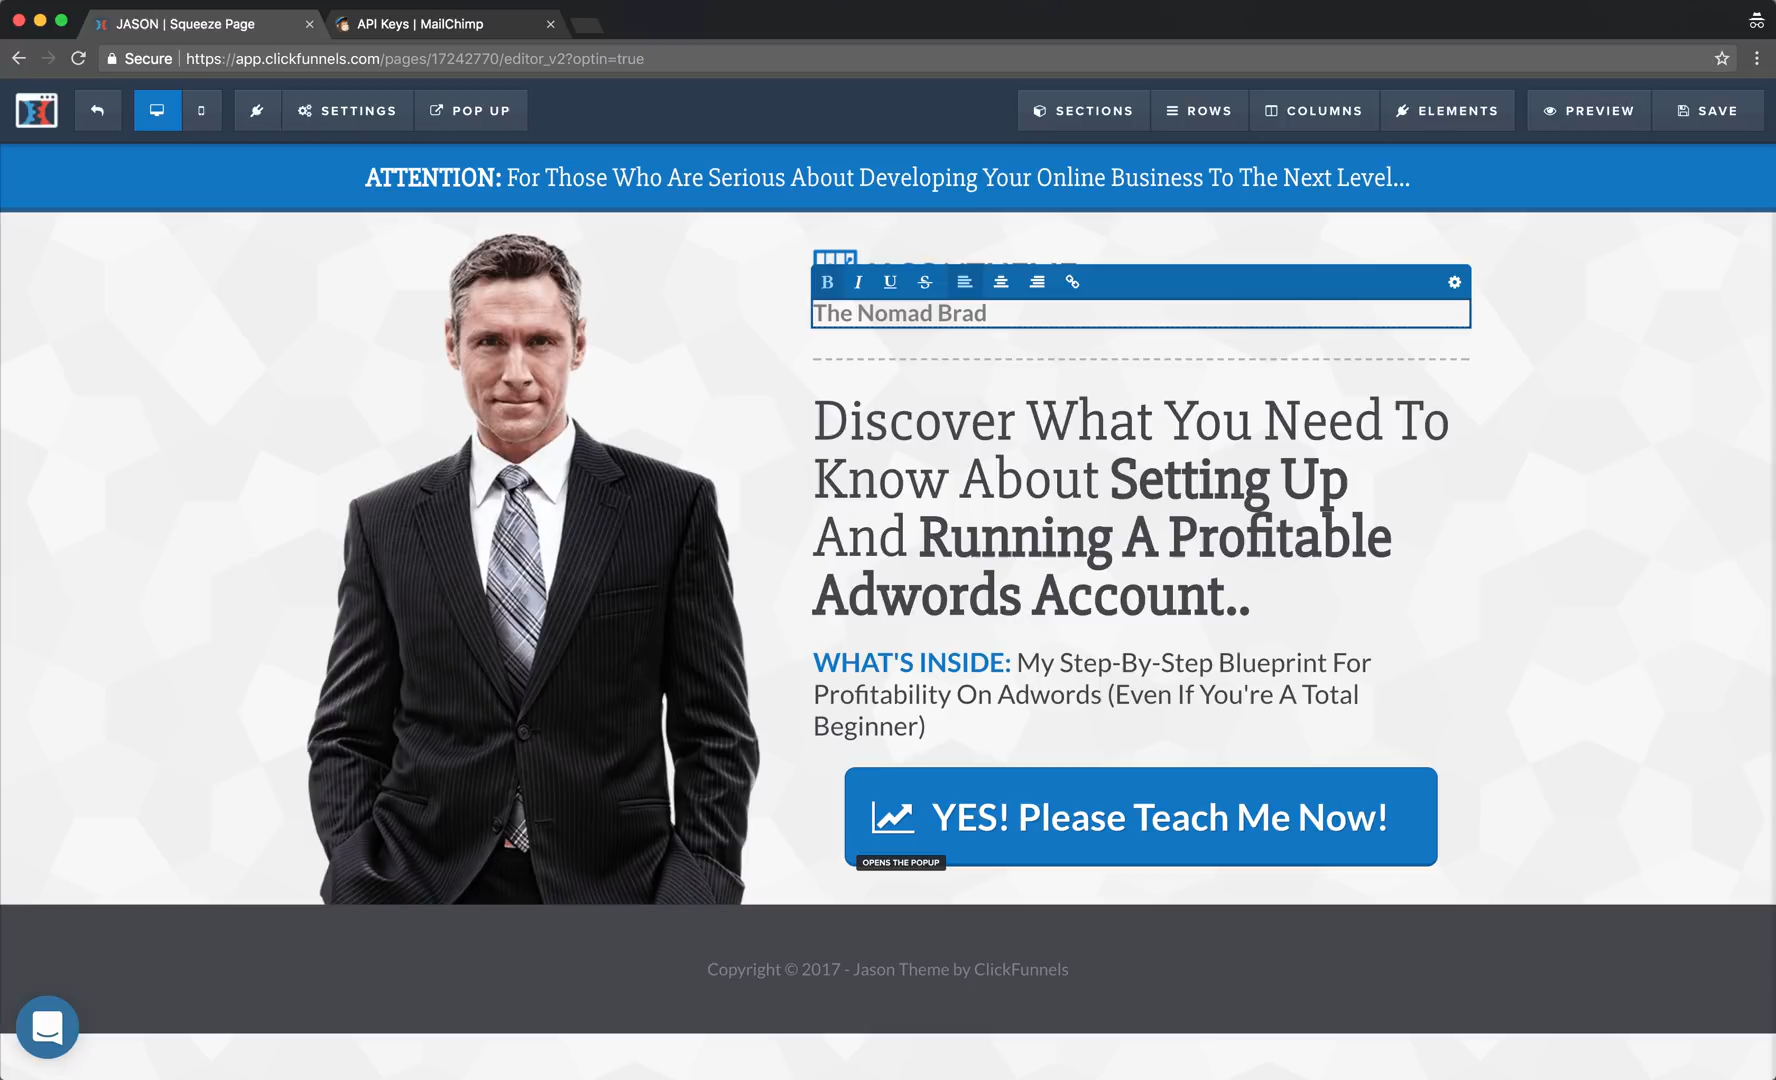 JASON | Squeeze Page
API Keys | MailChimp
Secure | https://app.clickfunnels.com/pages/17242770/editor_v2?optin=true
SETTINGS
POP UP
SECTIONS
ROWS
COLUMNS
ELEMENTS
PREVIEW
SAVE
ATTENTION: For Those Who Are Serious About Developing Your Online Business To The Next Level...
B I U S
The Nomad Brad
Discover What You Need To
Know About Setting Up
And Running A Profitable
Adwords Account..
WHAT'S INSIDE: My Step-By-Step Blueprint For
Profitability On Adwords (Even If You're A Total
Beginner)
YES! Please Teach Me Now!
OPENS THE POPUP
Copyright © 2017 - Jason Theme by ClickFunnels